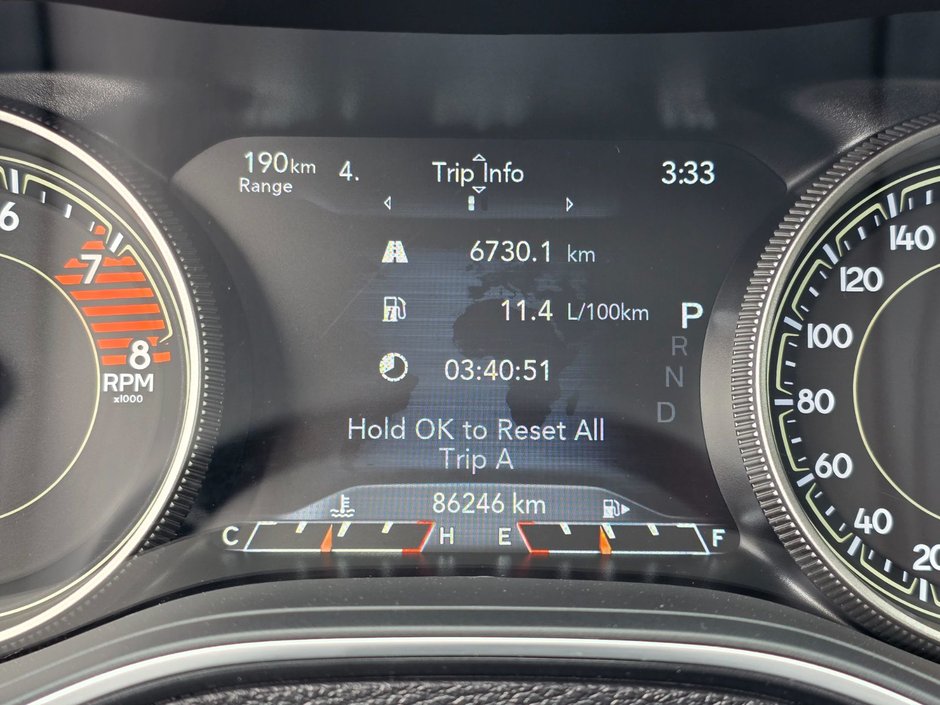 190km
Range
4.
Trip Info
3:33
6730.1 km
11.4 L/100km
03:40:51
P
R
N
D
Hold OK to Reset All
Trip A
86246 km
C
H
E
F
6
7
8
RPM
x1000
140
120
100
80
60
40
20